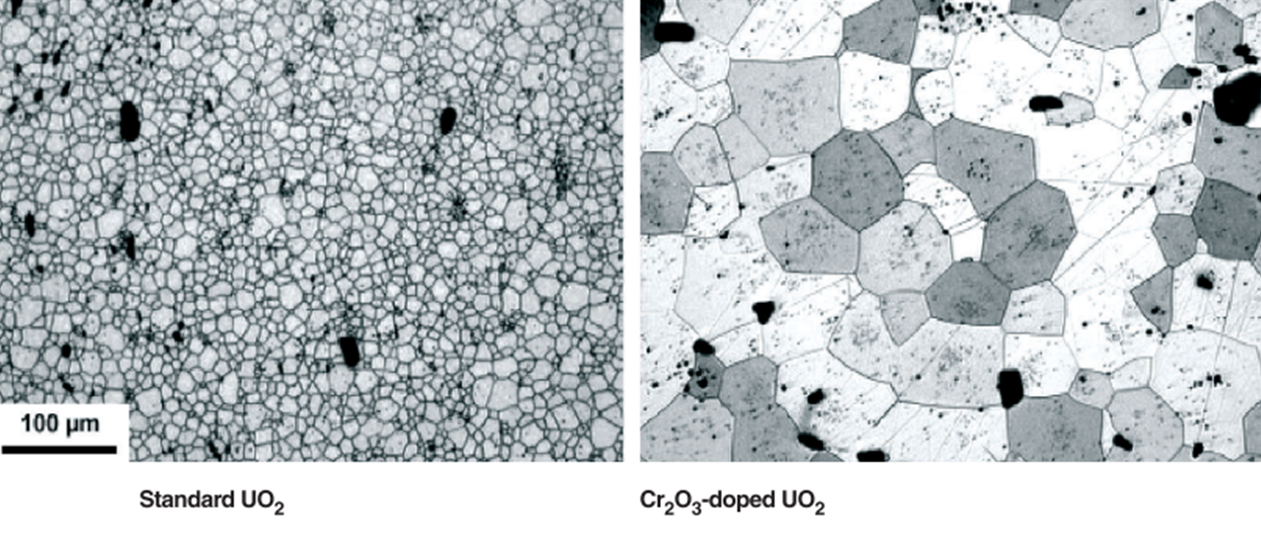 100 µm
Standard UO₂
Cr₂O₃-doped UO₂